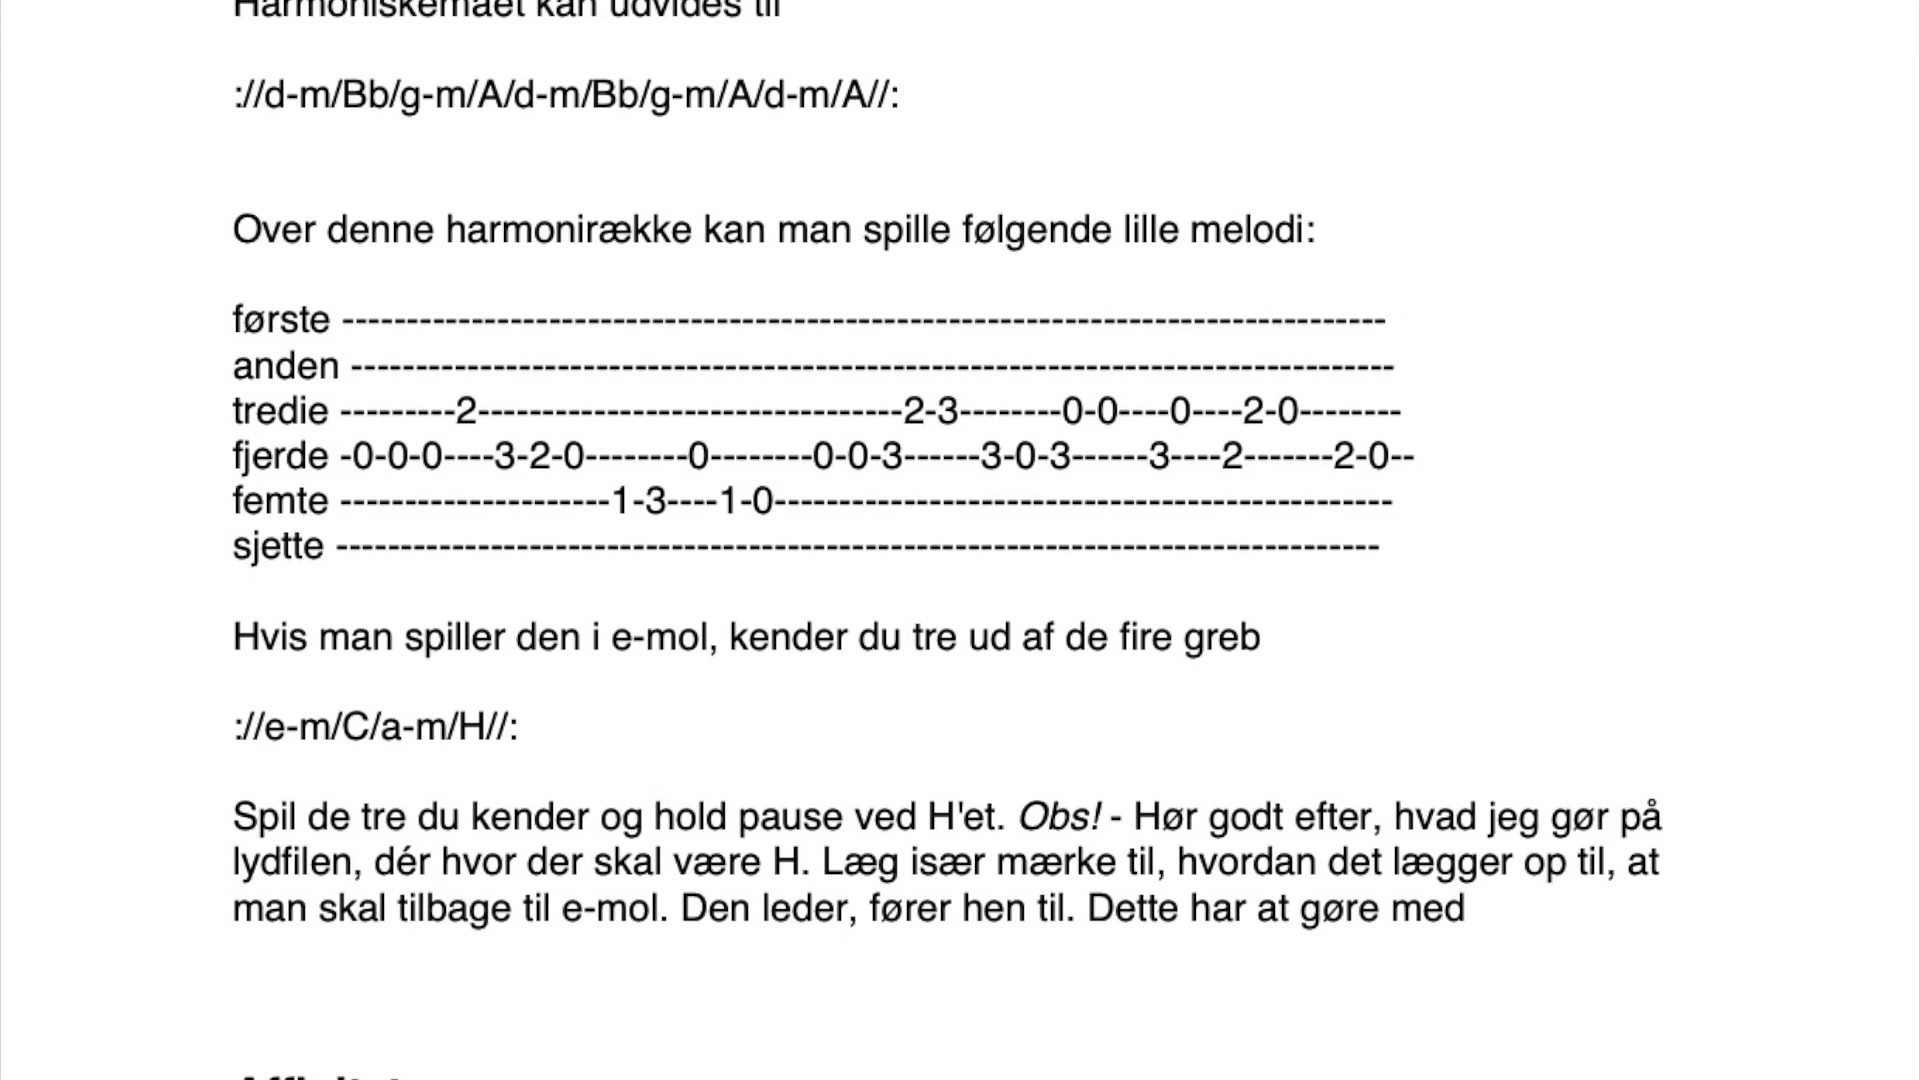 Harmoniskemaet kan udvides til
://d-m/Bb/g-m/A/d-m/Bb/g-m/A/d-m/A//:
Over denne harmonirække kan man spille følgende lille melodi:
første ---------------------------------------------------------------------------------
anden ---------------------------------------------------------------------------------
tredie ---------2---------------------------------2-3--------0-0----0----2-0--------
fjerde -0-0-0----3-2-0--------0--------0-0-3------3-0-3------3----2-------2-0--
femte ---------------------1-3----1-0------------------------------------------------
sjette ---------------------------------------------------------------------------------
Hvis man spiller den i e-mol, kender du tre ud af de fire greb
://e-m/C/a-m/H//:
Spil de tre du kender og hold pause ved H'et. Obs! - Hør godt efter, hvad jeg gør på
lydfilen, dér hvor der skal være H. Læg især mærke til, hvordan det lægger op til, at
man skal tilbage til e-mol. Den leder, fører hen til. Dette har at gøre med